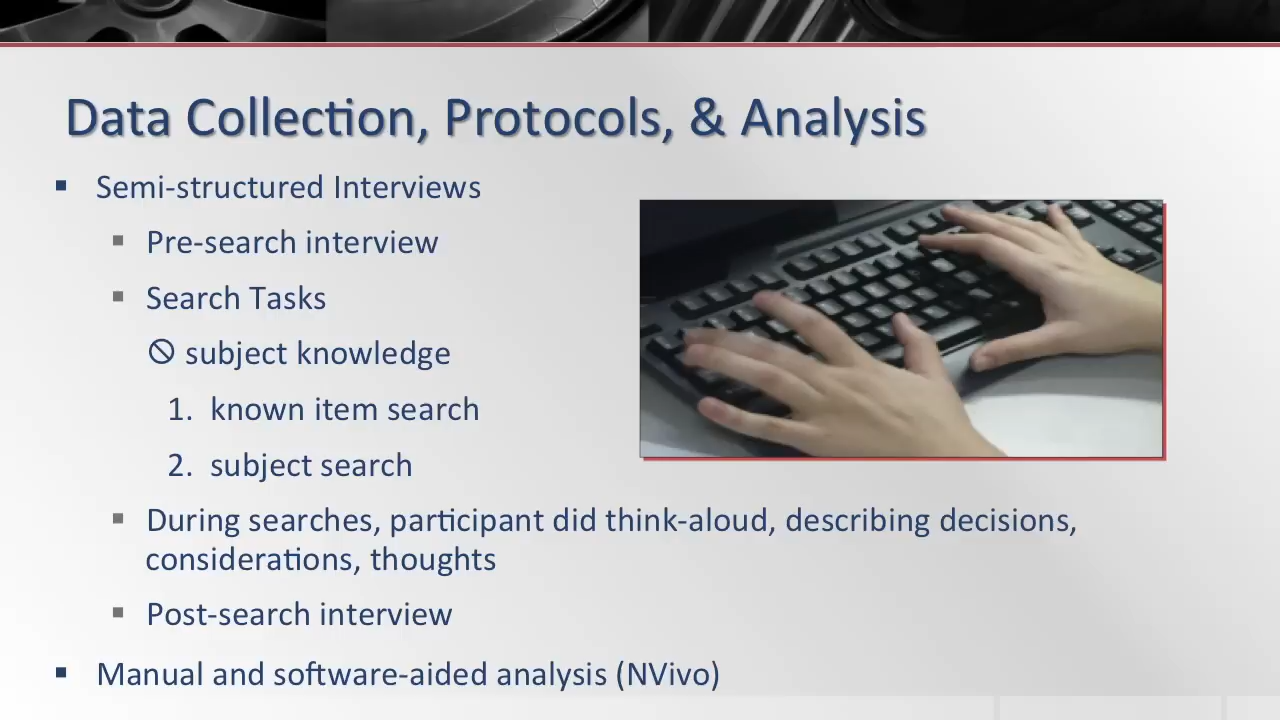 Data Collection, Protocols, & Analysis
▪ Semi-structured Interviews
▪ Pre-search interview
▪ Search Tasks
🛇 subject knowledge
1. known item search
2. subject search
▪ During searches, participant did think-aloud, describing decisions,
considerations, thoughts
▪ Post-search interview
▪ Manual and software-aided analysis (NVivo)